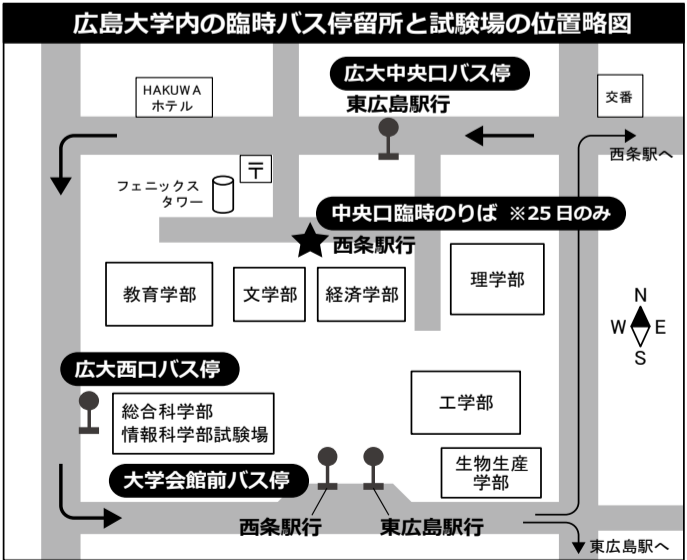 広島大学内の臨時バス停留所と試験場の位置略図
広大中央口バス停
東広島駅行
HAKUWA
ホテル
交番
西条駅へ
〒
フェニックス
タワー
中央口臨時のりば ※25日のみ
西条駅行
教育学部
文学部
経済学部
理学部
N
W E
S
広大西口バス停
総合科学部
情報科学部試験場
工学部
大学会館前バス停
生物生産
学部
西条駅行
東広島駅行
東広島駅へ